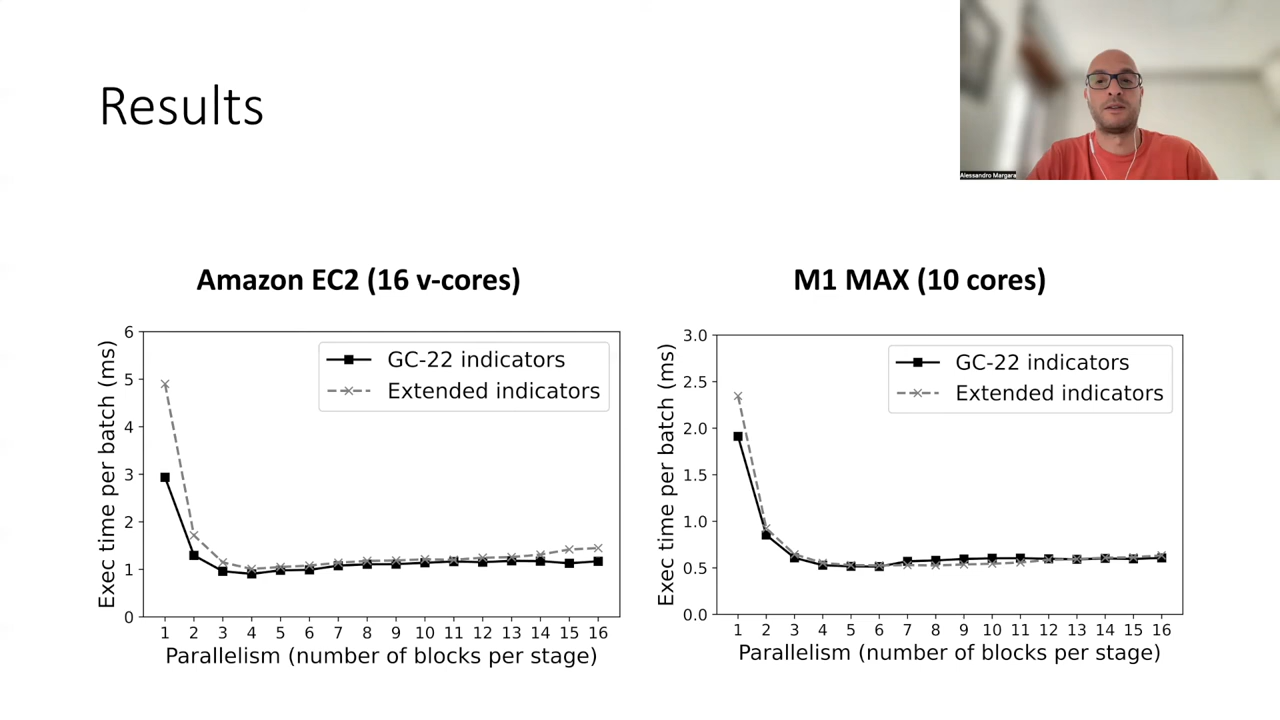 Results
Alessandro Margara
Amazon EC2 (16 v-cores)
6
5
4
3
2
1
0
Exec time per batch (ms)
GC-22 indicators
Extended indicators
1 2 3 4 5 6 7 8 9 10 11 12 13 14 15 16
Parallelism (number of blocks per stage)
M1 MAX (10 cores)
3.0
2.5
2.0
1.5
1.0
0.5
0.0
Exec time per batch (ms)
GC-22 indicators
Extended indicators
1 2 3 4 5 6 7 8 9 10 11 12 13 14 15 16
Parallelism (number of blocks per stage)